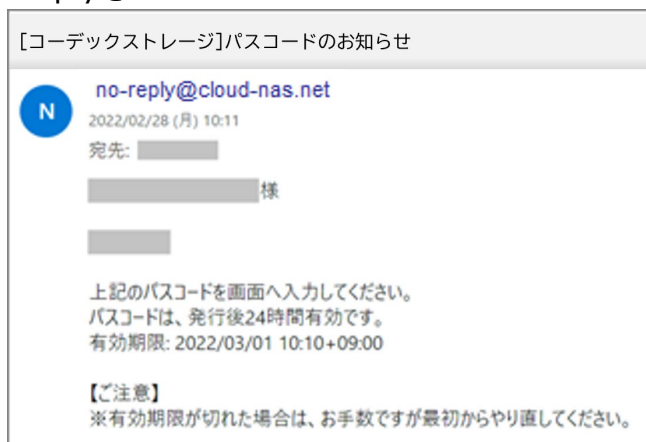 [コーデックストレージ]パスコードのお知らせ
N
no-reply@cloud-nas.net
2022/02/28 (月) 10:11
宛先:
様
上記のパスコードを画面へ入力してください。
パスコードは、発行後24時間有効です。
有効期限: 2022/03/01 10:10+09:00
【ご注意】
※有効期限が切れた場合は、お手数ですが最初からやり直してください。